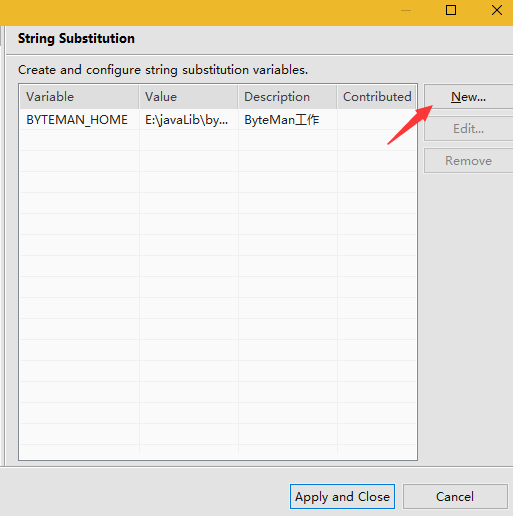 String Substitution
Create and configure string substitution variables.
Variable Value Description Contributed
BYTEMAN_HOME E:\javaLib\by... ByteMan工作
New...
Edit...
Remove
Apply and Close Cancel